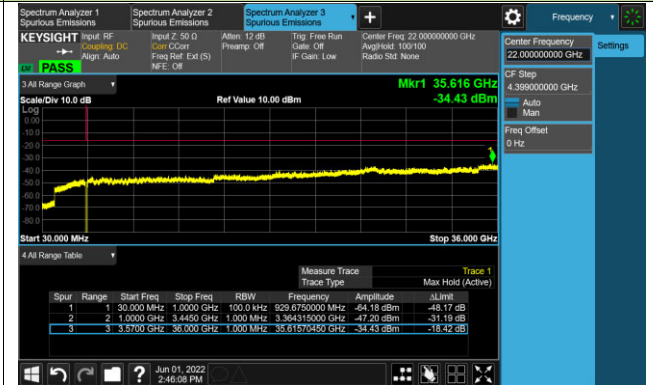 Spectrum Analyzer 1
Spurious Emissions
Spectrum Analyzer 2
Spurious Emissions
Spectrum Analyzer 3
Spurious Emissions
+
Frequency
KEYSIGHT
PASS
Input: RF
Coupling: DC
Align: Auto
Input Z: 50 Ω
Corr CCorr
Freq Ref: Ext (S)
NFE: Off
Atten: 12 dB
Preamp: Off
Trig: Free Run
Gate: Off
IF Gain: Low
Center Freq: 22.000000000 GHz
Avg|Hold: 100/100
Radio Std: None
Center Frequency
22.000000000 GHz
Settings
CF Step
4.399000000 GHz
Auto
Man
Freq Offset
0 Hz
3 All Range Graph
Mkr1 35.616 GHz
Scale/Div 10.0 dB
Ref Value 10.00 dBm
-34.43 dBm
Log
0.00
-10.0
-20.0
-30.0
-40.0
-50.0
-60.0
-70.0
-80.0
1
Start 30.000 MHz
Stop 36.000 GHz
4 All Range Table
Measure Trace Trace 1
Trace Type Max Hold (Active)
Spur Range Start Freq Stop Freq RBW Frequency Amplitude ΔLimit
1 1 30.000 MHz 1.0000 GHz 100.0 kHz 929.6750000 MHz -64.18 dBm -48.17 dB
2 2 1.0000 GHz 3.4450 GHz 1.000 MHz 3.364315000 GHz -47.20 dBm -31.19 dB
3 3 3.5700 GHz 36.000 GHz 1.000 MHz 35.61570450 GHz -34.43 dBm -18.42 dB
?
Jun 01, 2022
2:46:08 PM